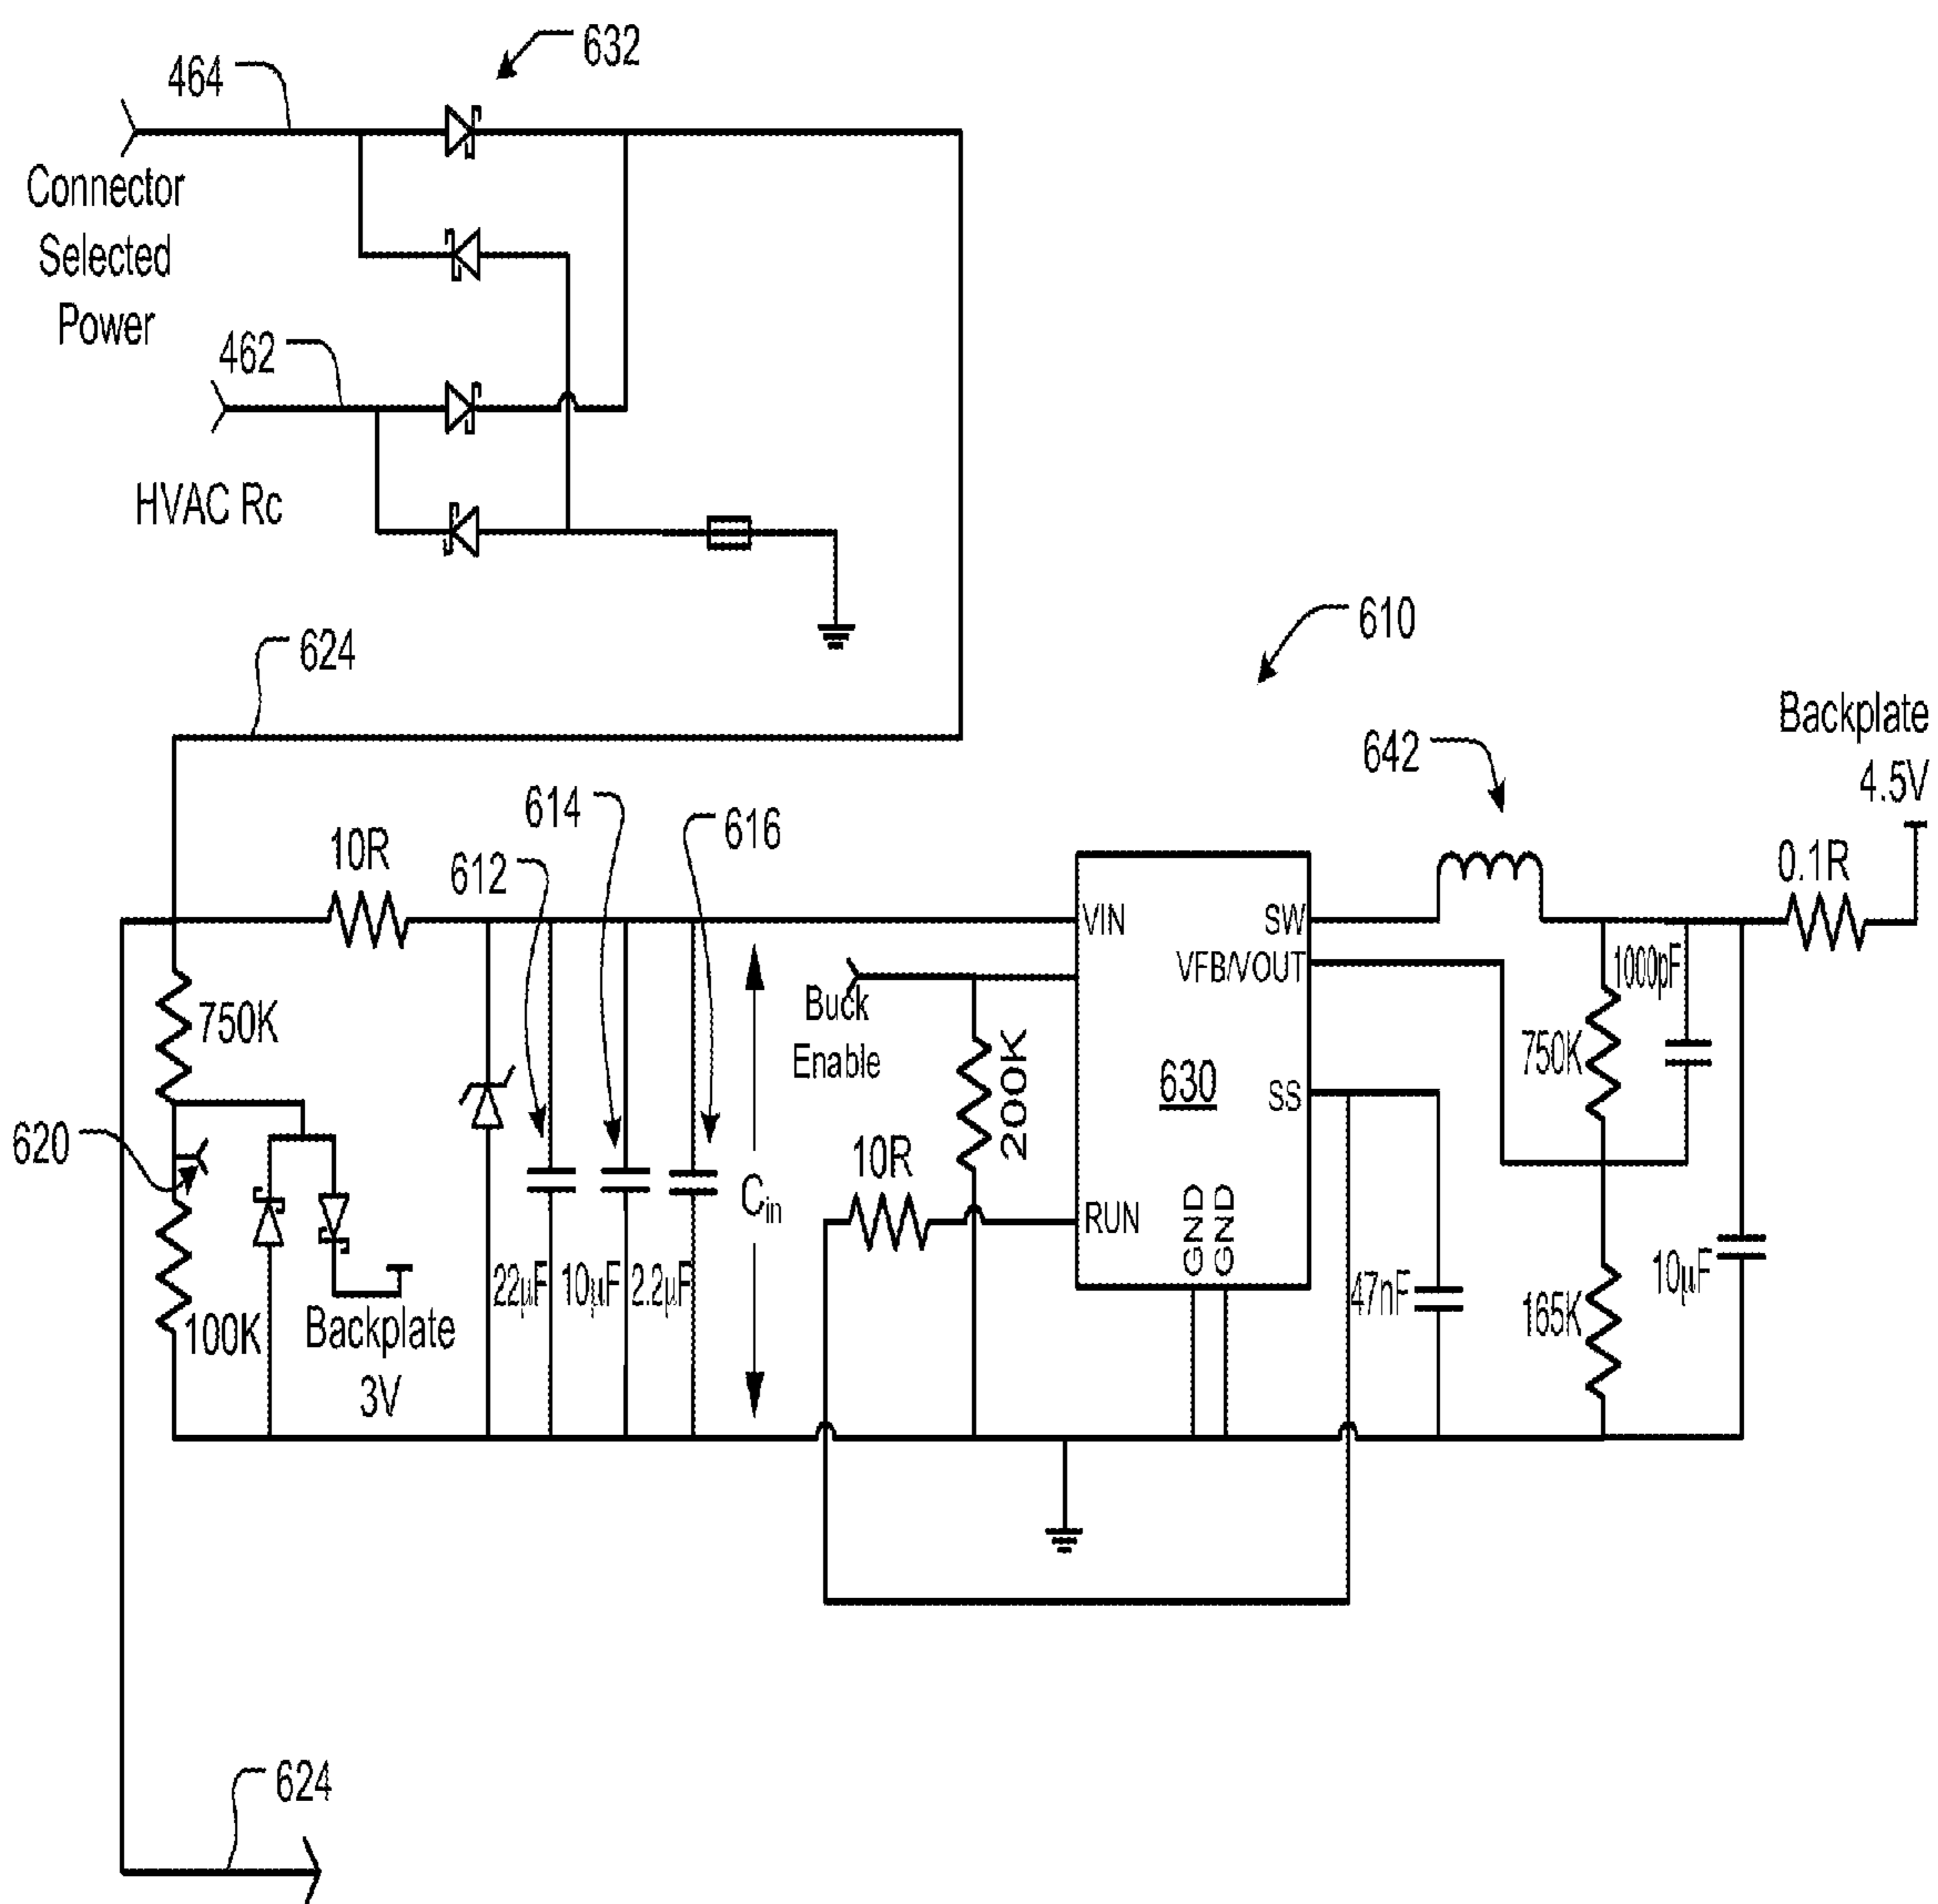 632
464
Connector
Selected
Power
462
HVAC Rc
624
610
Backplate
4.5V
642
614
616
10R
612
0.1R
VIN
SW
VFB/VOUT
1000pF
Buck
Enable
750K
200K
750K
630
SS
620
10R
Cin
RUN
GND
GND
22µF
10µF
2.2µF
47nF
165K
10µF
100K
Backplate
3V
624